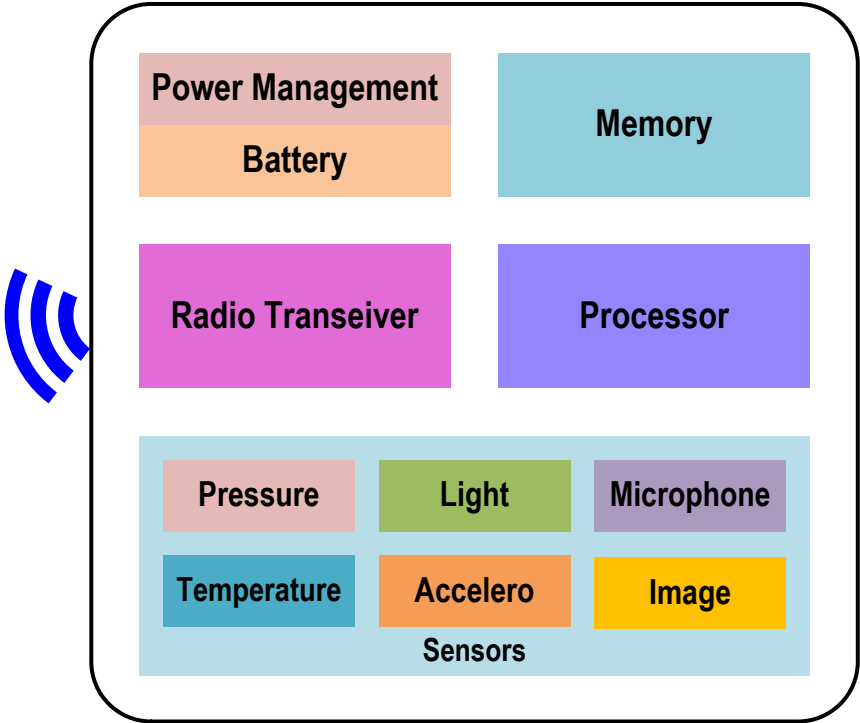 Power Management
Battery
Memory
Radio Transeiver
Processor
Pressure
Light
Microphone
Temperature
Accelero
Image
Sensors